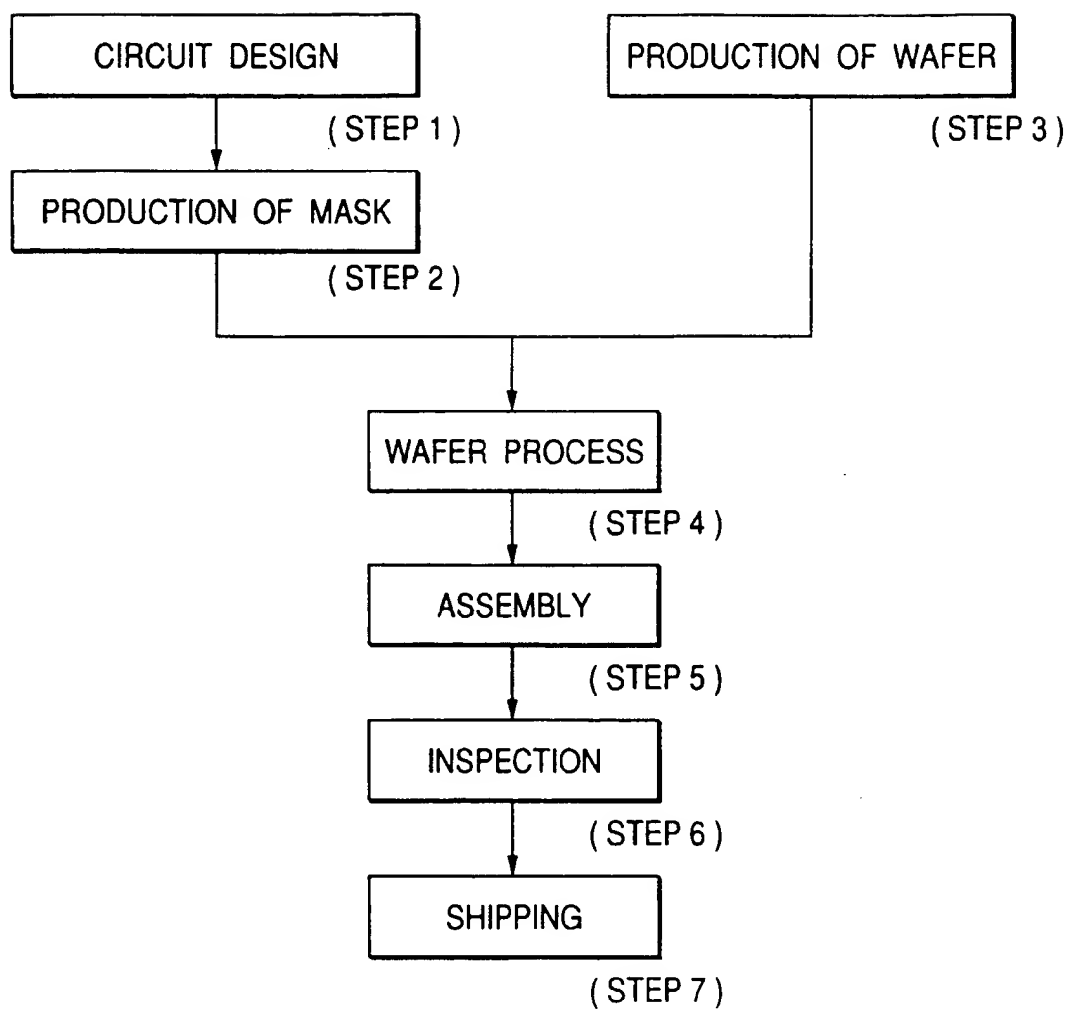 CIRCUIT DESIGN
(STEP 1)
PRODUCTION OF MASK
(STEP 2)
PRODUCTION OF WAFER
(STEP 3)
WAFER PROCESS
(STEP 4)
ASSEMBLY
(STEP 5)
INSPECTION
(STEP 6)
SHIPPING
(STEP 7)